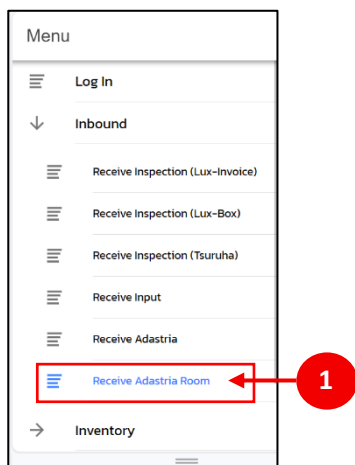 Menu
Log In
Inbound
Receive Inspection (Lux-Invoice)
Receive Inspection (Lux-Box)
Receive Inspection (Tsuruha)
Receive Input
Receive Adastria
Receive Adastria Room
1
Inventory